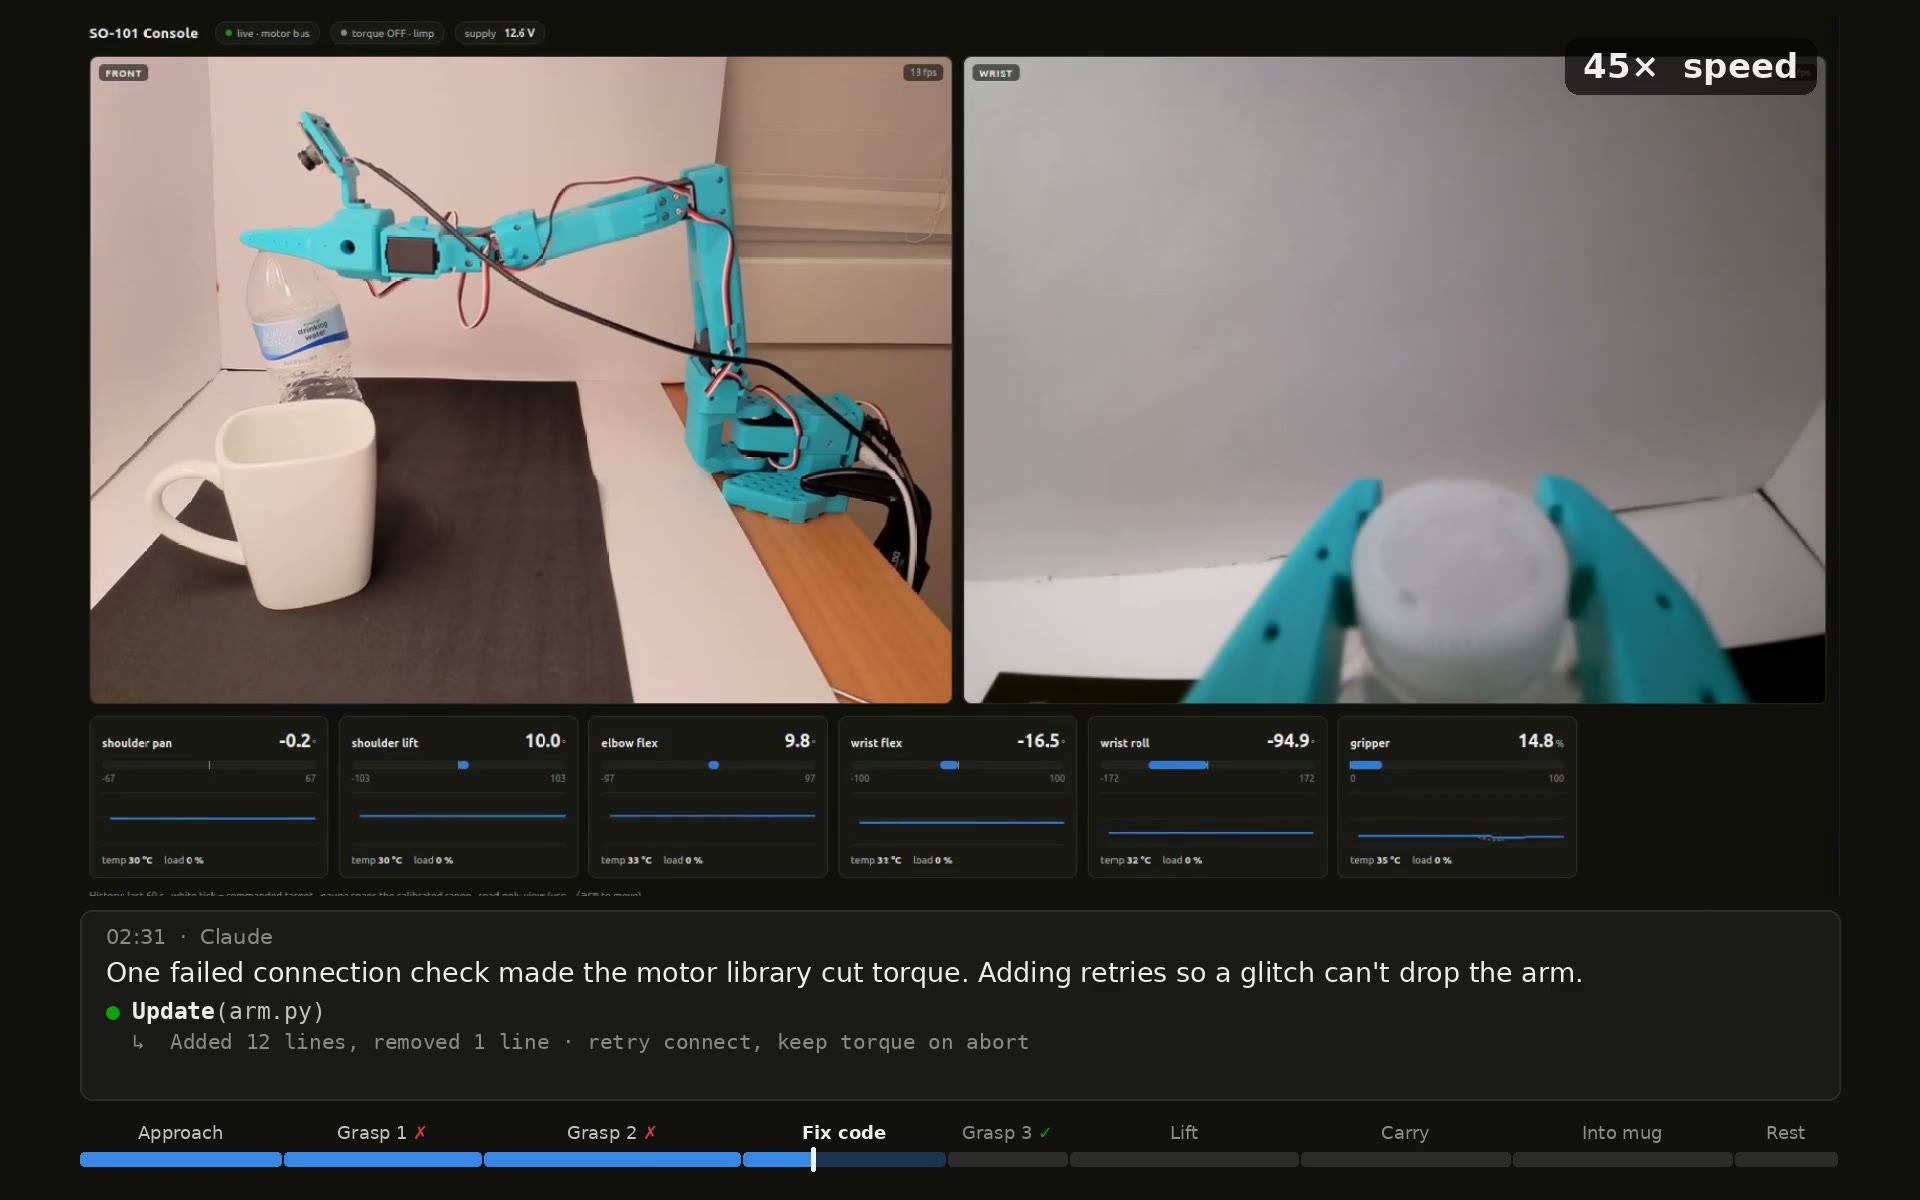 SO-101 Console
live · motor bus
torque OFF · limp
supply 12.6 V
FRONT
18 fps
WRIST
45× speed
drinking
water
shoulder pan -0.2°
-67 67
temp 30 °C load 0 %
shoulder lift 10.0°
-103 103
temp 30 °C load 0 %
elbow flex 9.8°
-97 97
temp 33 °C load 0 %
wrist flex -16.5°
-100 100
temp 31 °C load 0 %
wrist roll -94.9°
-172 172
temp 32 °C load 0 %
gripper 14.8 %
0 100
temp 35 °C load 0 %
02:31 · Claude
One failed connection check made the motor library cut torque. Adding retries so a glitch can't drop the arm.
Update(arm.py)
↳ Added 12 lines, removed 1 line · retry connect, keep torque on abort
Approach
Grasp 1 ✗
Grasp 2 ✗
Fix code
Grasp 3 ✓
Lift
Carry
Into mug
Rest